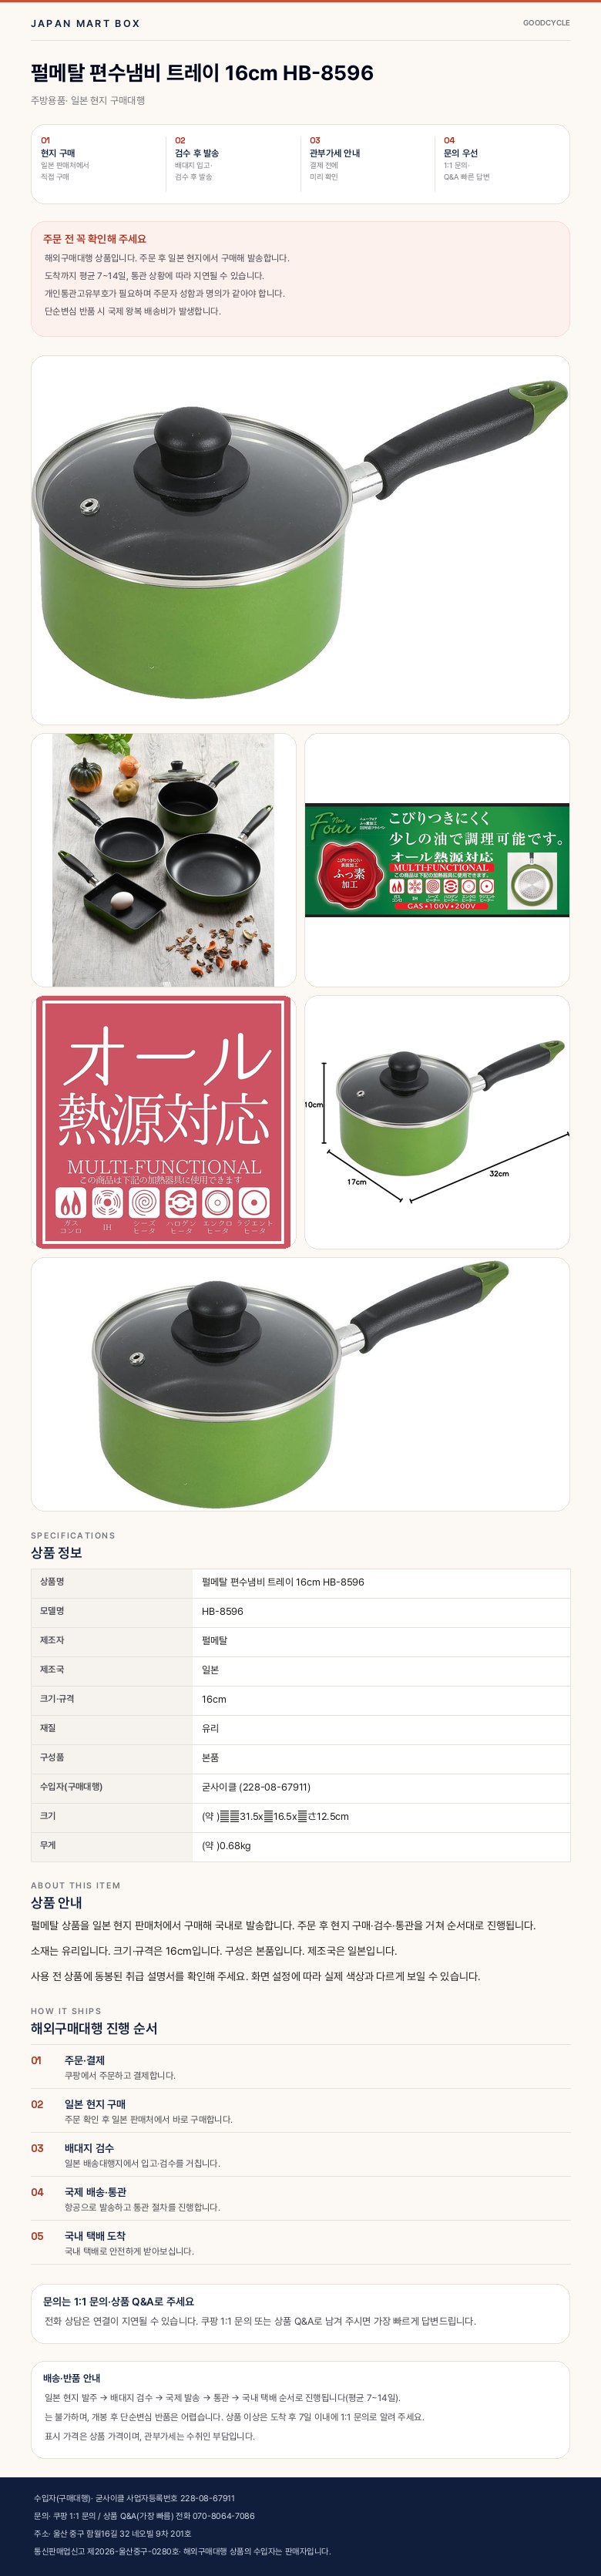 JAPAN MART BOX
GOODCYCLE
펄메탈 편수냄비 트레이 16cm HB-8596
주방용품· 일본 현지 구매대행
01
현지 구매
일본 판매처에서
직접 구매
02
검수 후 발송
배대지 입고·
검수 후 발송
03
관부가세 안내
결제 전에
미리 확인
04
문의 우선
1:1 문의·
Q&A 빠른 답변
주문 전 꼭 확인해 주세요
해외구매대행 상품입니다. 주문 후 일본 현지에서 구매해 발송합니다.
도착까지 평균 7~14일, 통관 상황에 따라 지연될 수 있습니다.
개인통관고유부호가 필요하며 주문자 성함과 명의가 같아야 합니다.
단순변심 반품 시 국제 왕복 배송비가 발생합니다.
New Four
こびりつきにくく
少しの油で調理可能です。
ふっ素
加工
オール熱源対応
MULTI-FUNCTIONAL
この商品は下記の加熱器具に使用できます。
GAS・100V・200V
オール
熱源対応
MULTI-FUNCTIONAL
この商品は下記の加熱器具に使用できます
ガス
コンロ
IH
シーズ
ヒータ
ハロゲン
ヒータ
エンクロ
ヒータ
ラジエント
ヒータ
10cm
17cm
32cm
SPECIFICATIONS
상품 정보
상품명 펄메탈 편수냄비 트레이 16cm HB-8596
모델명 HB-8596
제조자 펄메탈
제조국 일본
크기·규격 16cm
재질 유리
구성품 본품
수입자(구매대행) 굳사이클 (228-08-67911)
크기 (약 )31.5x16.5x12.5cm
무게 (약 )0.68kg
ABOUT THIS ITEM
상품 안내
펄메탈 상품을 일본 현지 판매처에서 구매해 국내로 발송합니다. 주문 후 현지 구매·검수·통관을 거쳐 순서대로 진행됩니다.
소재는 유리입니다. 크기·규격은 16cm입니다. 구성은 본품입니다. 제조국은 일본입니다.
사용 전 상품에 동봉된 취급 설명서를 확인해 주세요. 화면 설정에 따라 실제 색상과 다르게 보일 수 있습니다.
HOW IT SHIPS
해외구매대행 진행 순서
01 주문·결제
쿠팡에서 주문하고 결제합니다.
02 일본 현지 구매
주문 확인 후 일본 판매처에서 바로 구매합니다.
03 배대지 검수
일본 배송대행지에서 입고·검수를 거칩니다.
04 국제 배송·통관
항공으로 발송하고 통관 절차를 진행합니다.
05 국내 택배 도착
국내 택배로 안전하게 받아보십니다.
문의는 1:1 문의·상품 Q&A로 주세요
전화 상담은 연결이 지연될 수 있습니다. 쿠팡 1:1 문의 또는 상품 Q&A로 남겨 주시면 가장 빠르게 답변드립니다.
배송·반품 안내
일본 현지 발주 → 배대지 검수 → 국제 발송 → 통관 → 국내 택배 순서로 진행됩니다(평균 7~14일).
는 불가하며, 개봉 후 단순변심 반품은 어렵습니다. 상품 이상은 도착 후 7일 이내에 1:1 문의로 알려 주세요.
표시 가격은 상품 가격이며, 관부가세는 수취인 부담입니다.
수입자(구매대행)· 굳사이클 사업자등록번호 228-08-67911
문의· 쿠팡 1:1 문의 / 상품 Q&A(가장 빠름) 전화 070-8064-7086
주소· 울산 중구 함월16길 32 네오빌 9차 201호
통신판매업신고 제2026-울산중구-0280호· 해외구매대행 상품의 수입자는 판매자입니다.